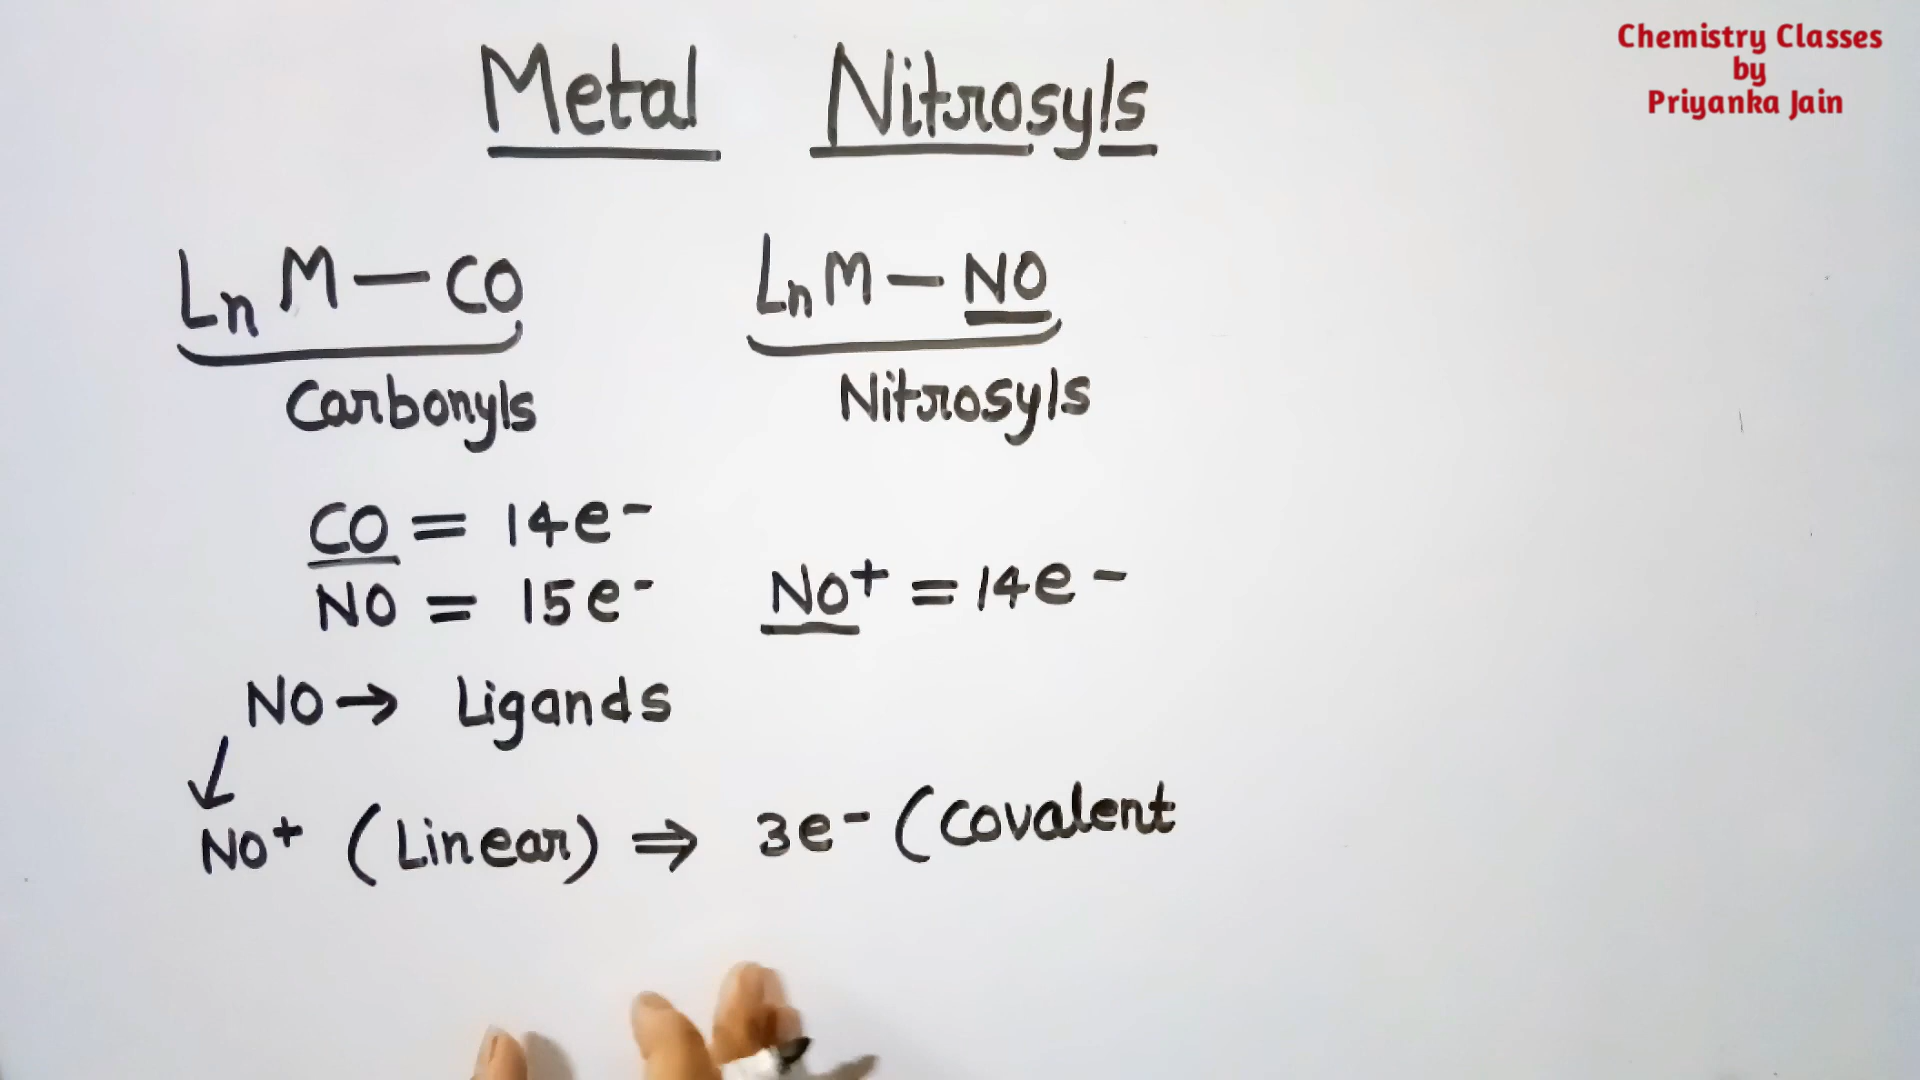 Metal Nitrosyls
Chemistry Classes
by
Priyanka Jain
LnM—CO LnM—NO
Carbonyls Nitrosyls
CO = 14e⁻
NO = 15e⁻ NO⁺ = 14e⁻
NO → Ligands
↙
NO⁺ (Linear) ⇒ 3e⁻ (Covalent